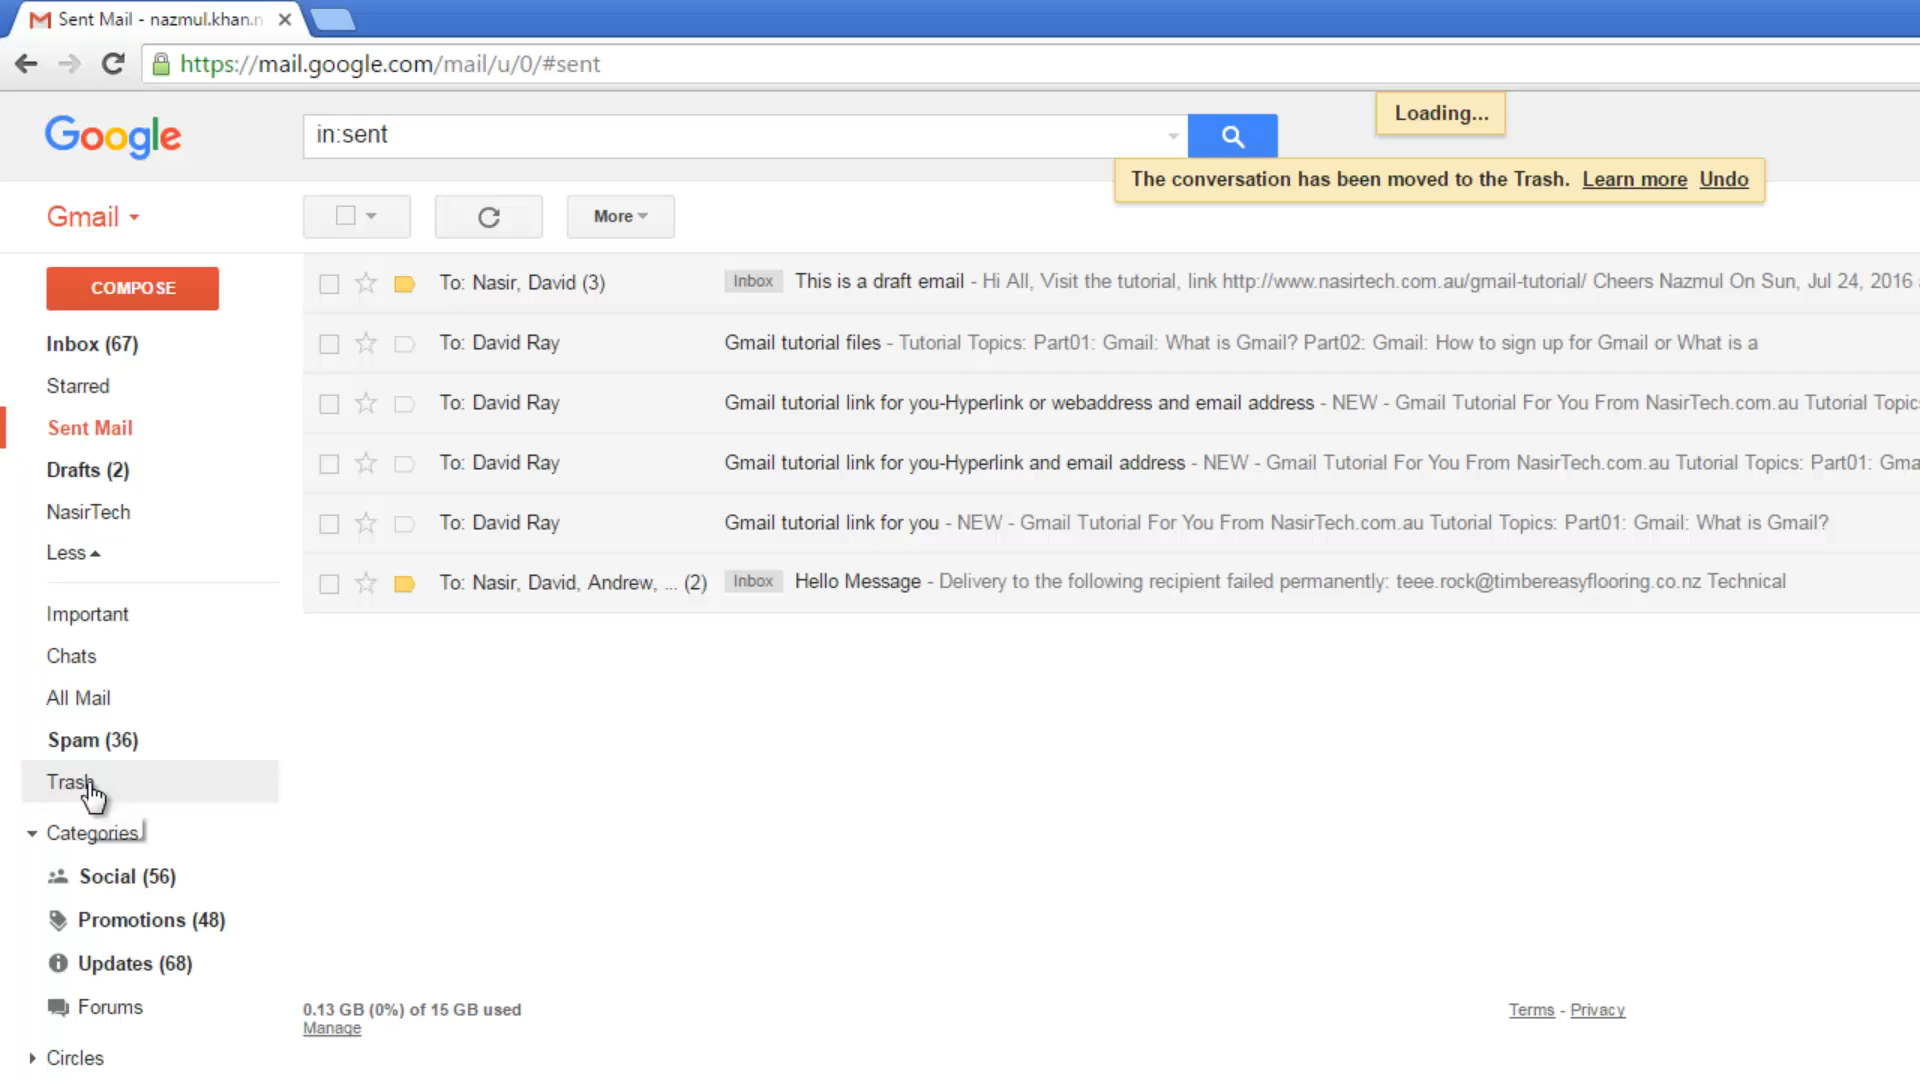 Sent Mail - nazmul.khan.n
https://mail.google.com/mail/u/0/#sent
Loading...
Google
in:sent
The conversation has been moved to the Trash. Learn more Undo
Gmail
More
COMPOSE
To: Nasir, David (3) Inbox This is a draft email - Hi All, Visit the tutorial, link http://www.nasirtech.com.au/gmail-tutorial/ Cheers Nazmul On Sun, Jul 24, 2016
Inbox (67)
To: David Ray Gmail tutorial files - Tutorial Topics: Part01: Gmail: What is Gmail? Part02: Gmail: How to sign up for Gmail or What is a
Starred
To: David Ray Gmail tutorial link for you-Hyperlink or webaddress and email address - NEW - Gmail Tutorial For You From NasirTech.com.au Tutorial Topic
Sent Mail
To: David Ray Gmail tutorial link for you-Hyperlink and email address - NEW - Gmail Tutorial For You From NasirTech.com.au Tutorial Topics: Part01: Gma
Drafts (2)
NasirTech
To: David Ray Gmail tutorial link for you - NEW - Gmail Tutorial For You From NasirTech.com.au Tutorial Topics: Part01: Gmail: What is Gmail?
Less
To: Nasir, David, Andrew, ... (2) Inbox Hello Message - Delivery to the following recipient failed permanently: teee.rock@timbereasyflooring.co.nz Technical
Important
Chats
All Mail
Spam (36)
Trash
Categories
Social (56)
Promotions (48)
Updates (68)
Forums
0.13 GB (0%) of 15 GB used
Manage
Terms - Privacy
Circles